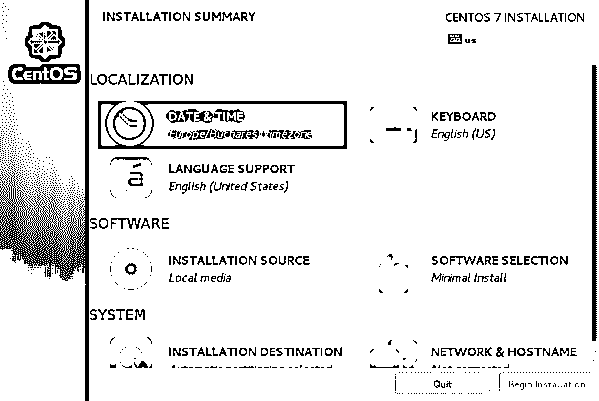 INSTALLATION SUMMARY
CENTOS 7 INSTALLATION
us
CentOS
LOCALIZATION
DATE & TIME
Europe/Bucharest timezone
KEYBOARD
English (US)
LANGUAGE SUPPORT
English (United States)
SOFTWARE
INSTALLATION SOURCE
Local media
SOFTWARE SELECTION
Minimal Install
SYSTEM
INSTALLATION DESTINATION
NETWORK & HOSTNAME
Quit
Begin Installation